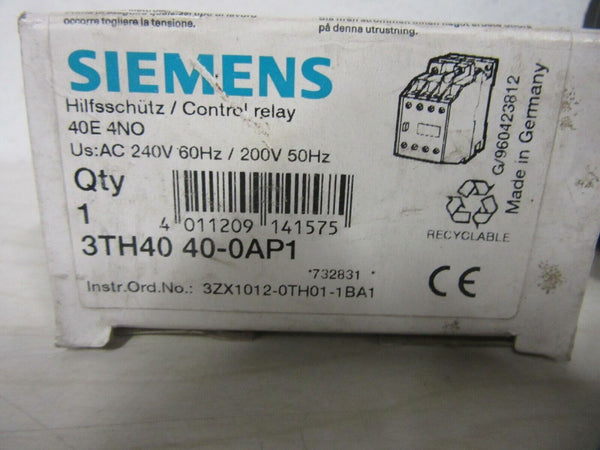 occorre togliere la tensione.
på denna utrustning.
SIEMENS
Hilfsschütz / Control relay
40E 4NO
Us:AC 240V 60Hz / 200V 50Hz
Qty
1
4 011209 141575
3TH40 40-0AP1
*732831 *
Instr.Ord.No.: 3ZX1012-0TH01-1BA1
RECYCLABLE
CE
G/960423812
Made in Germany